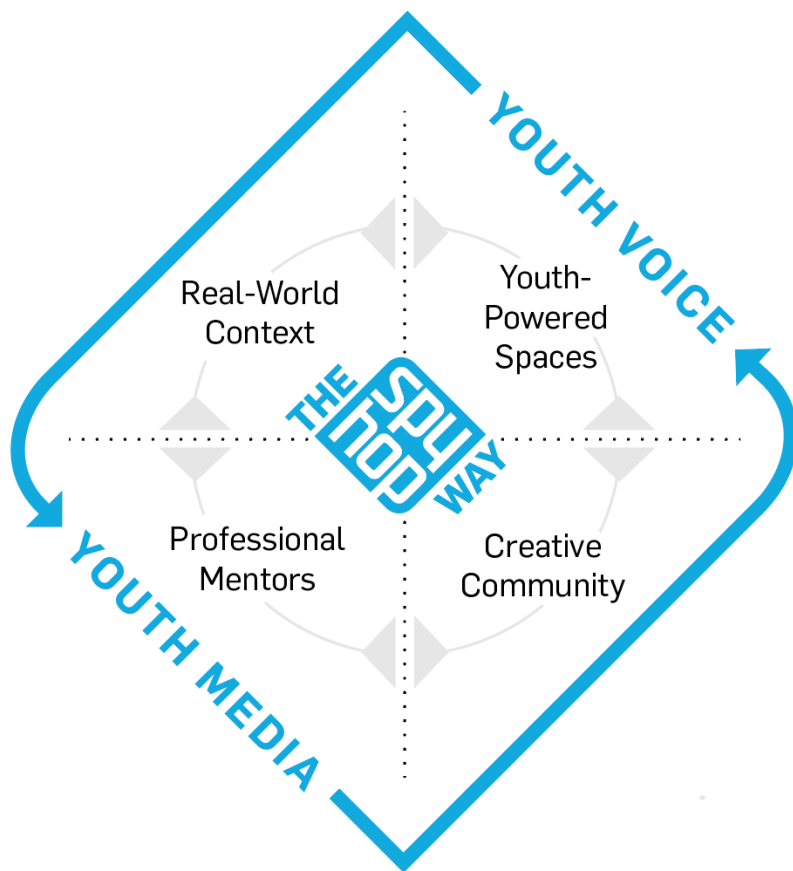 YOUTH VOICE
Real-World
Context
Youth-
Powered
Spaces
THE
spy
hop
WAY
Professional
Mentors
Creative
Community
YOUTH MEDIA